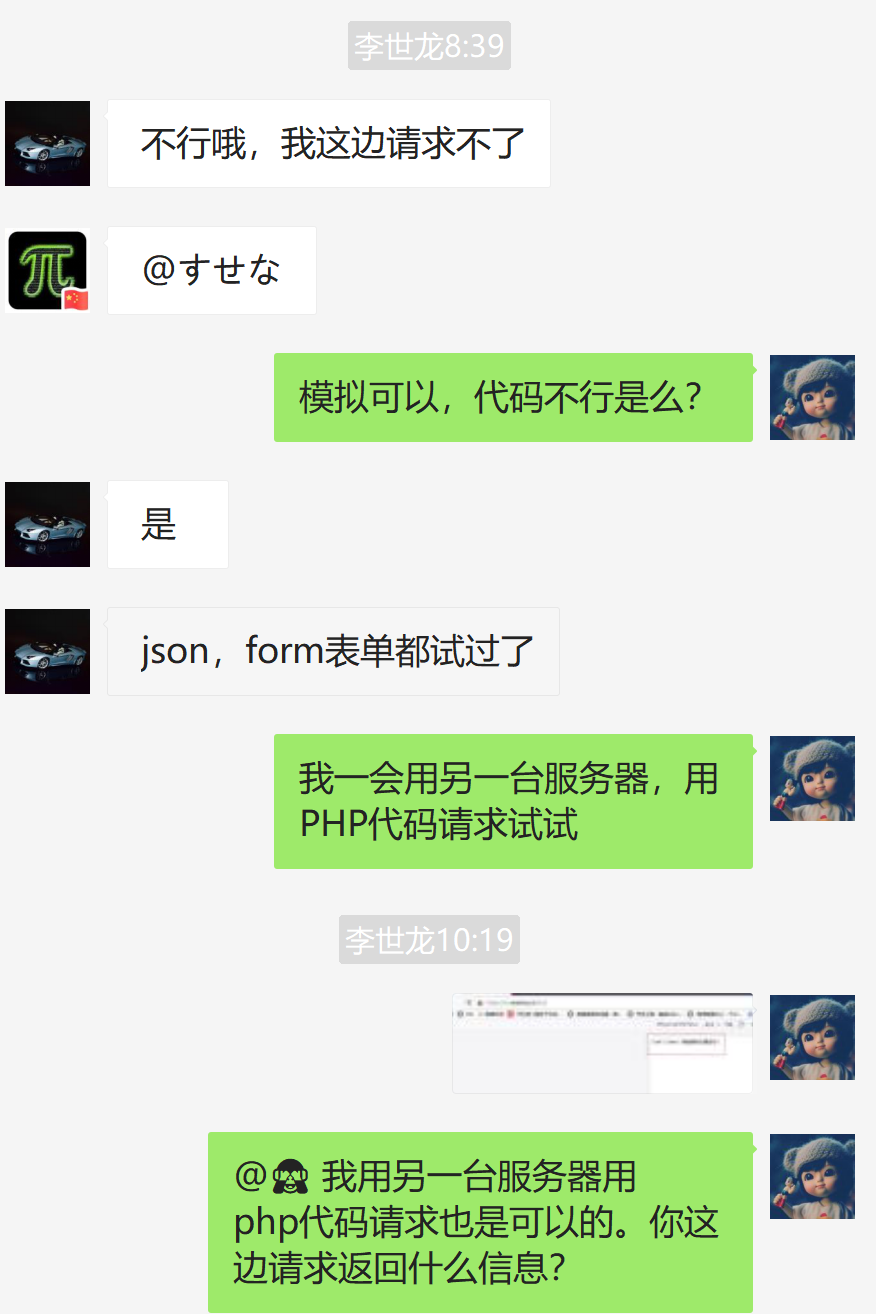 李世龙8:39
不行哦，我这边请求不了
@すせな
模拟可以，代码不行是么？
是
json，form表单都试过了
我一会用另一台服务器，用
PHP代码请求试试
李世龙10:19
@🙈 我用另一台服务器用
php代码请求也是可以的。你这
边请求返回什么信息？